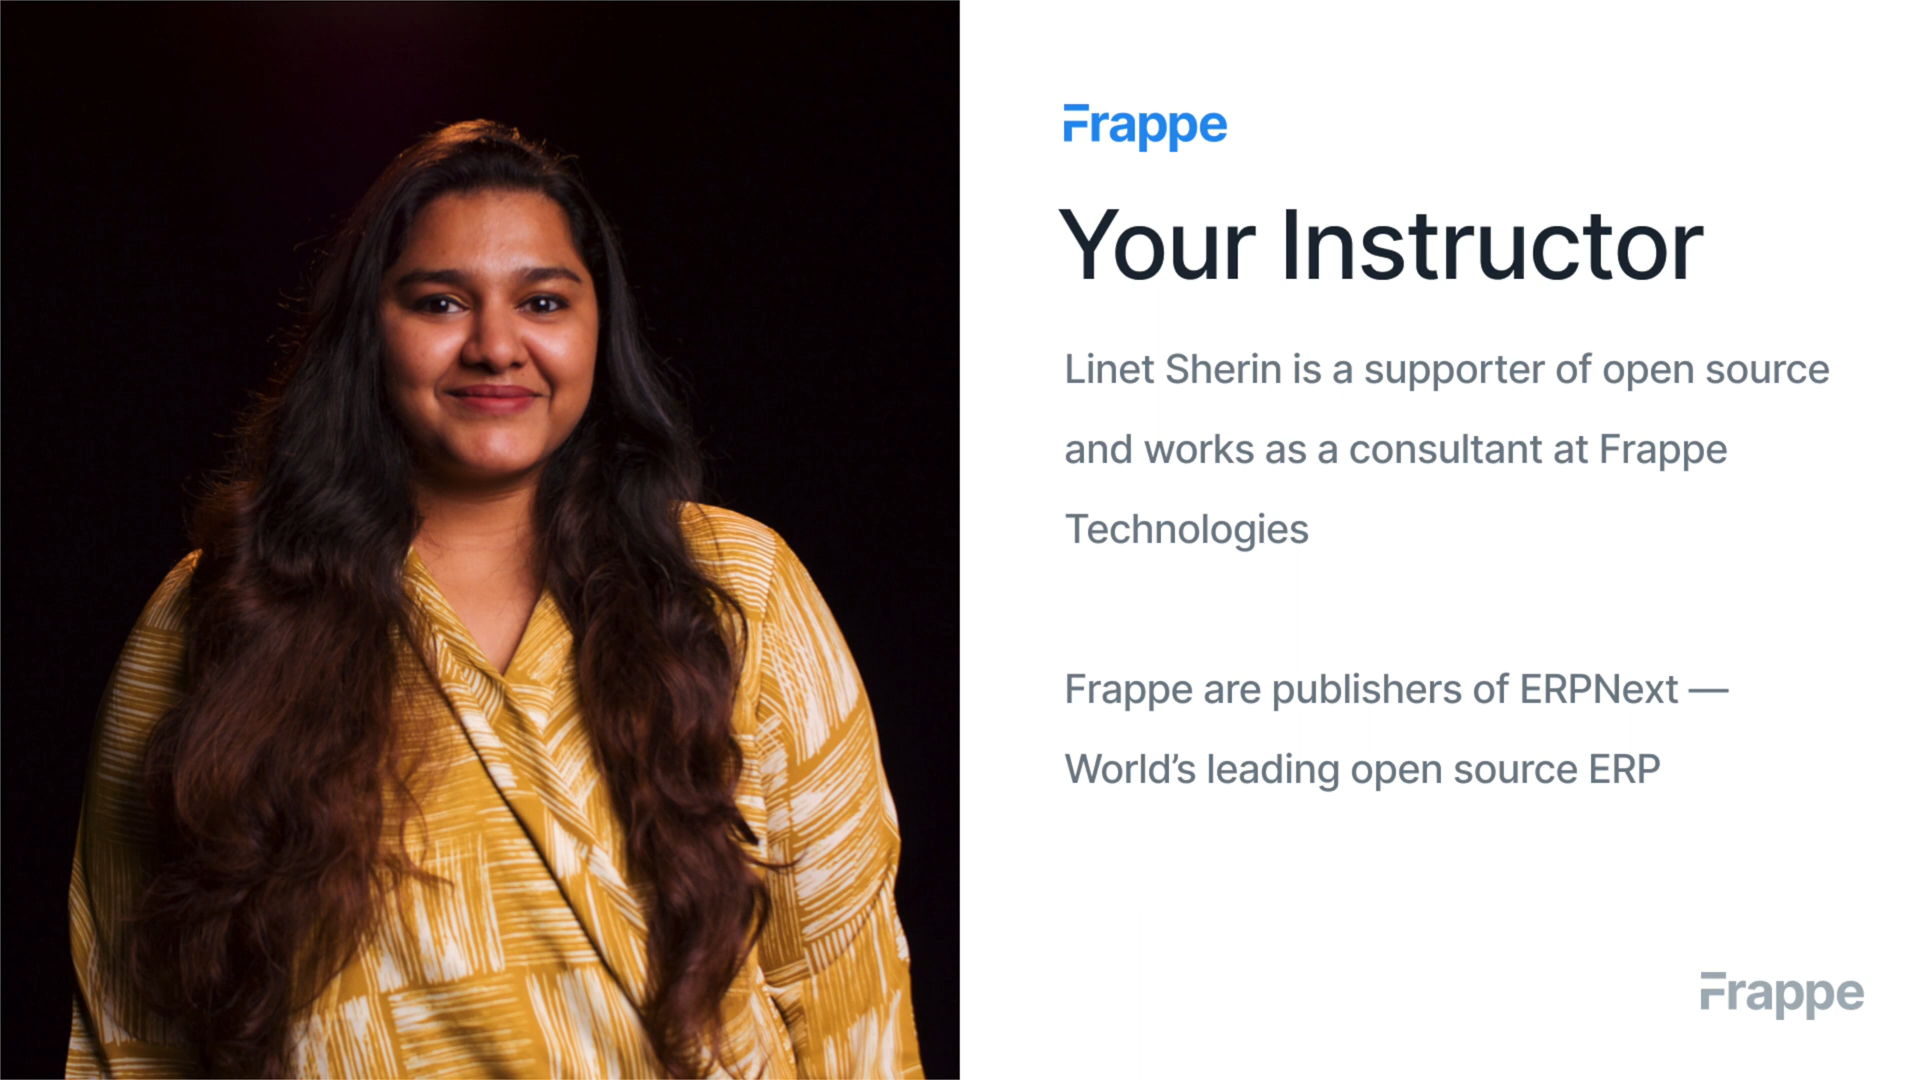 Frappe
Your Instructor
Linet Sherin is a supporter of open source
and works as a consultant at Frappe
Technologies
Frappe are publishers of ERPNext —
World’s leading open source ERP
Frappe